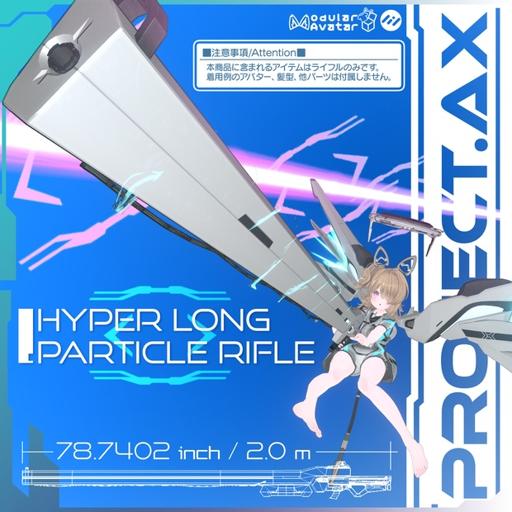 Modular
Avatar
■注意事項/Attention■
本商品に含まれるアイテムはライフルのみです。
着用例のアバター、髪型、他パーツは付属しません。
PROJECT.AX
HYPER LONG
PARTICLE RIFLE
78.7402 inch / 2.0 m